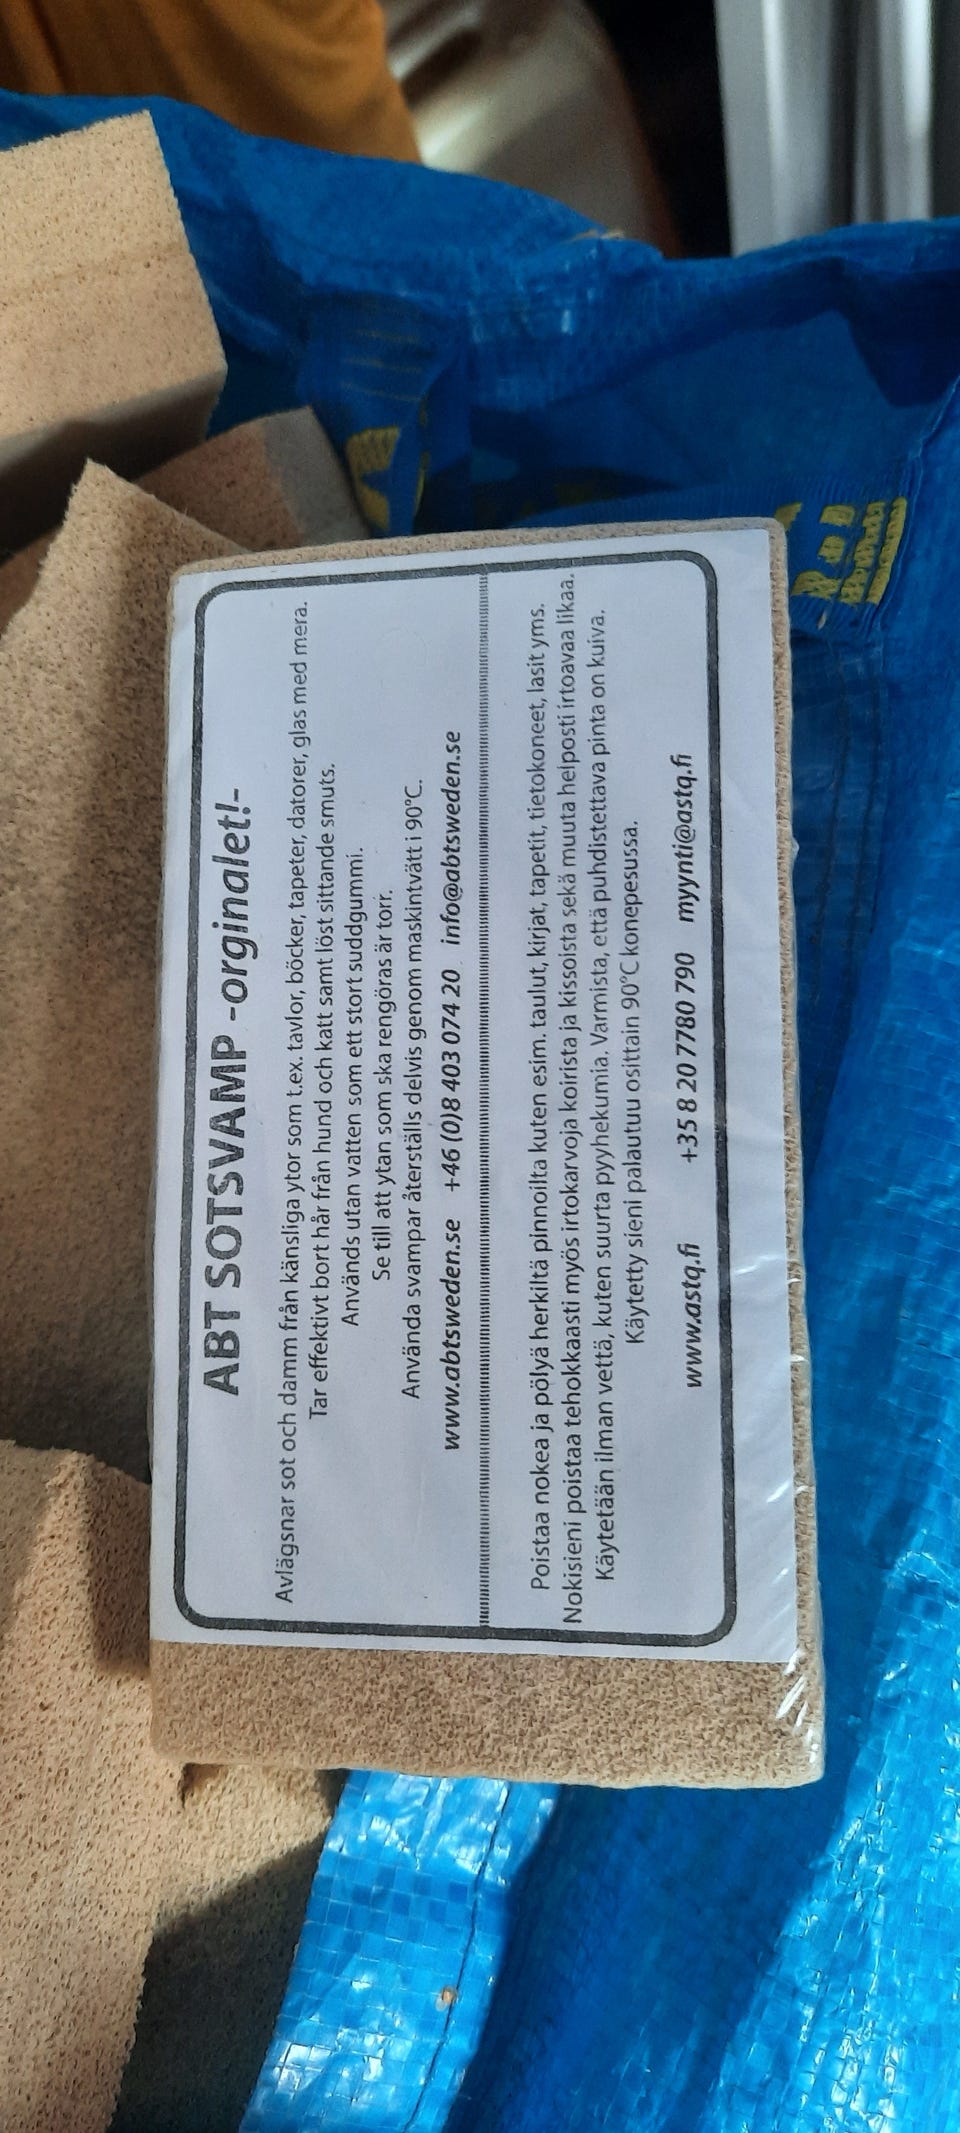 ABT SOTSVAMP -orginalet!-
Avlägsnar sot och damm från känsliga ytor som t.ex. tavlor, böcker, tapeter, datorer, glas med mera.
Tar effektivt bort hår från hund och katt samt löst sittande smuts.
Används utan vatten som ett stort suddgummi.
Se till att ytan som ska rengöras är torr.
Använda svampar återställs delvis genom maskintvätt i 90°C.
www.abtsweden.se +46 (0)8 403 074 20 info@abtsweden.se
Poistaa nokea ja pölyä herkiltä pinnoilta kuten esim. taulut, kirjat, tapetit, tietokoneet, lasit yms.
Nokisieni poistaa tehokkaasti myös irtokarvoja koirista ja kissoista sekä muuta helposti irtoavaa likaa.
Käytetään ilman vettä, kuten suurta pyyhekumia. Varmista, että puhdistettava pinta on kuiva.
Käytetty sieni palautuu osittain 90°C konepesussa.
www.astq.fi +35 8 20 7780 790 myynti@astq.fi